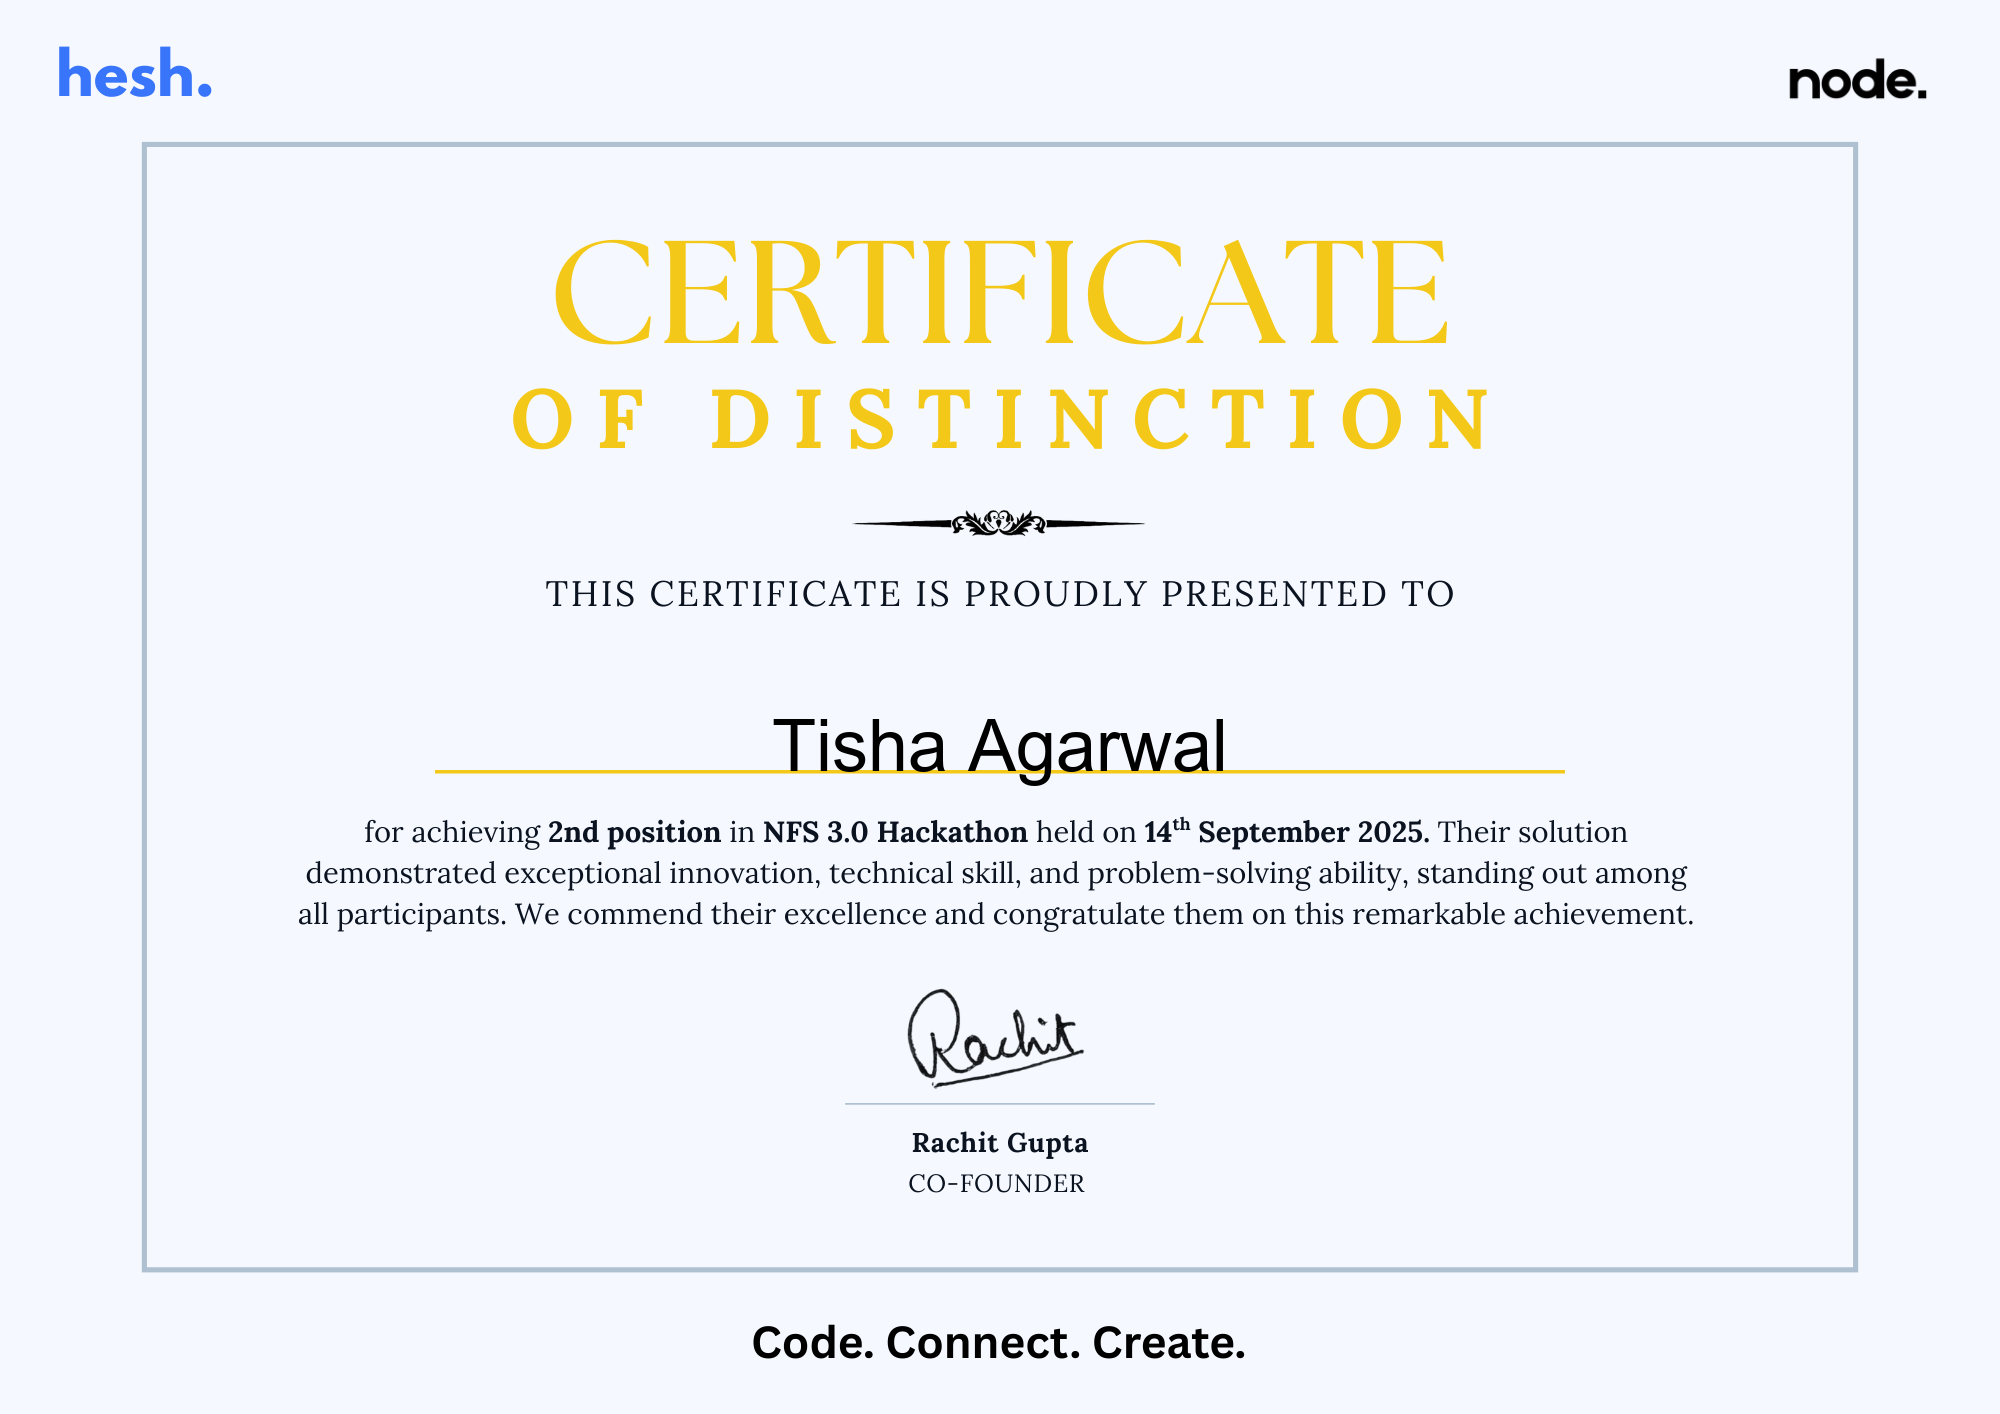 hesh.
node.
CERTIFICATE
OF DISTINCTION
THIS CERTIFICATE IS PROUDLY PRESENTED TO
Tisha Agarwal
for achieving 2nd position in NFS 3.0 Hackathon held on 14th September 2025. Their solution
demonstrated exceptional innovation, technical skill, and problem-solving ability, standing out among
all participants. We commend their excellence and congratulate them on this remarkable achievement.
Rachit
Rachit Gupta
CO-FOUNDER
Code. Connect. Create.